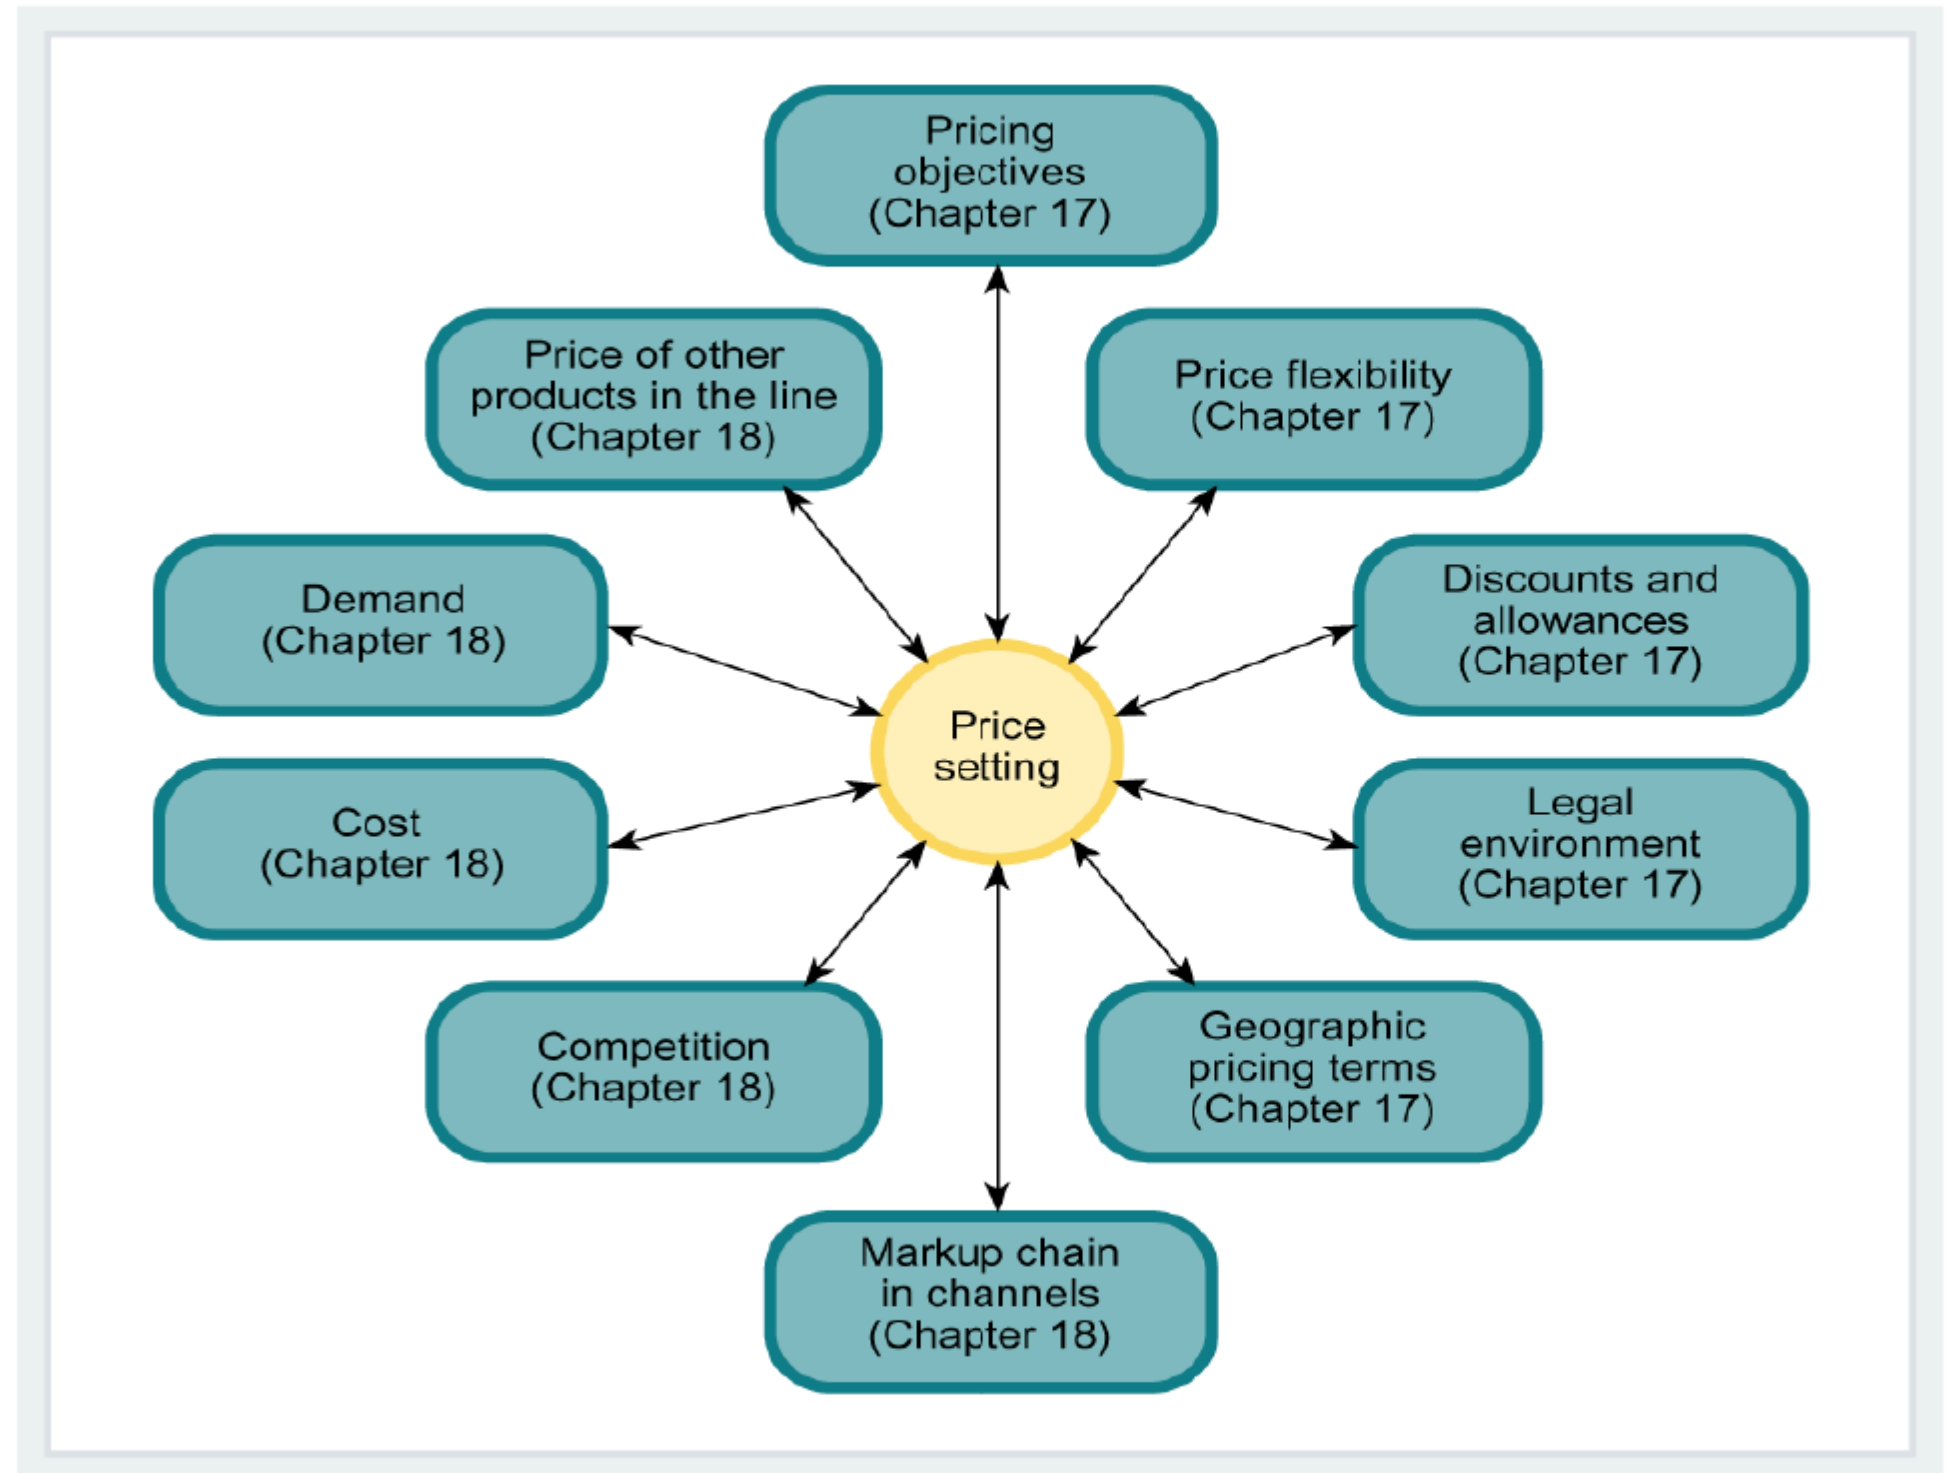 Pricing
objectives
(Chapter 17)
Price of other
products in the line
(Chapter 18)
Price flexibility
(Chapter 17)
Demand
(Chapter 18)
Discounts and
allowances
(Chapter 17)
Price
setting
Cost
(Chapter 18)
Legal
environment
(Chapter 17)
Competition
(Chapter 18)
Geographic
pricing terms
(Chapter 17)
Markup chain
in channels
(Chapter 18)